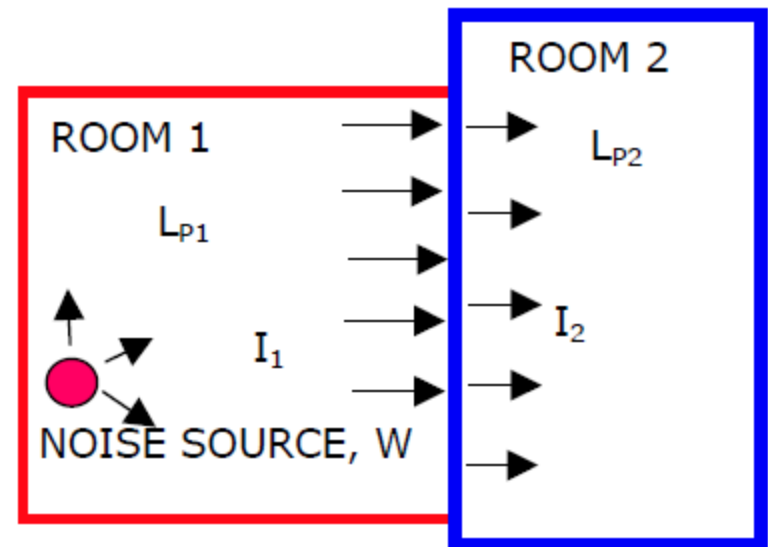 ROOM 2
ROOM 1
LP2
LP1
I2
I1
NOISE SOURCE, W